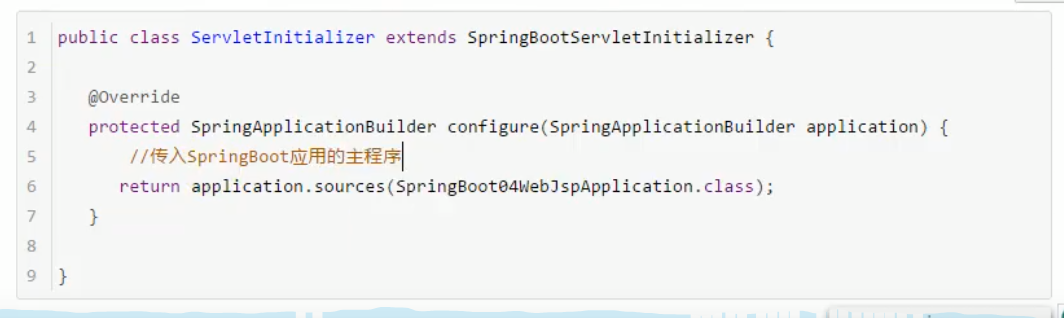 1 public class ServletInitializer extends SpringBootServletInitializer {
2
3 @Override
4 protected SpringApplicationBuilder configure(SpringApplicationBuilder application) {
5 //传入SpringBoot应用的主程序
6 return application.sources(SpringBoot04WebJspApplication.class);
7 }
8
9 }